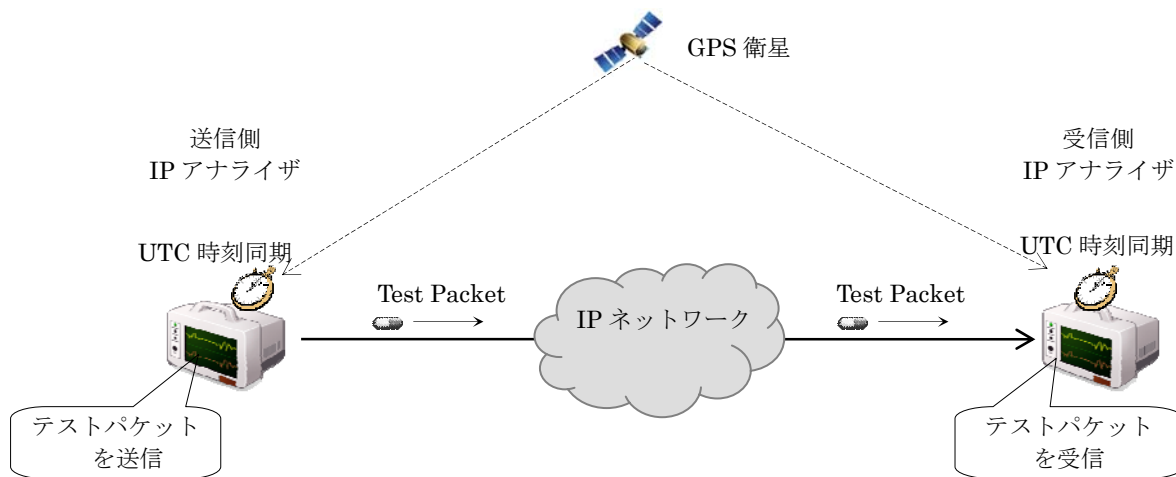 GPS 衛星
送信側
IP アナライザ
受信側
IP アナライザ
UTC 時刻同期
UTC 時刻同期
Test Packet
IP ネットワーク
Test Packet
テストパケット
を送信
テストパケット
を受信